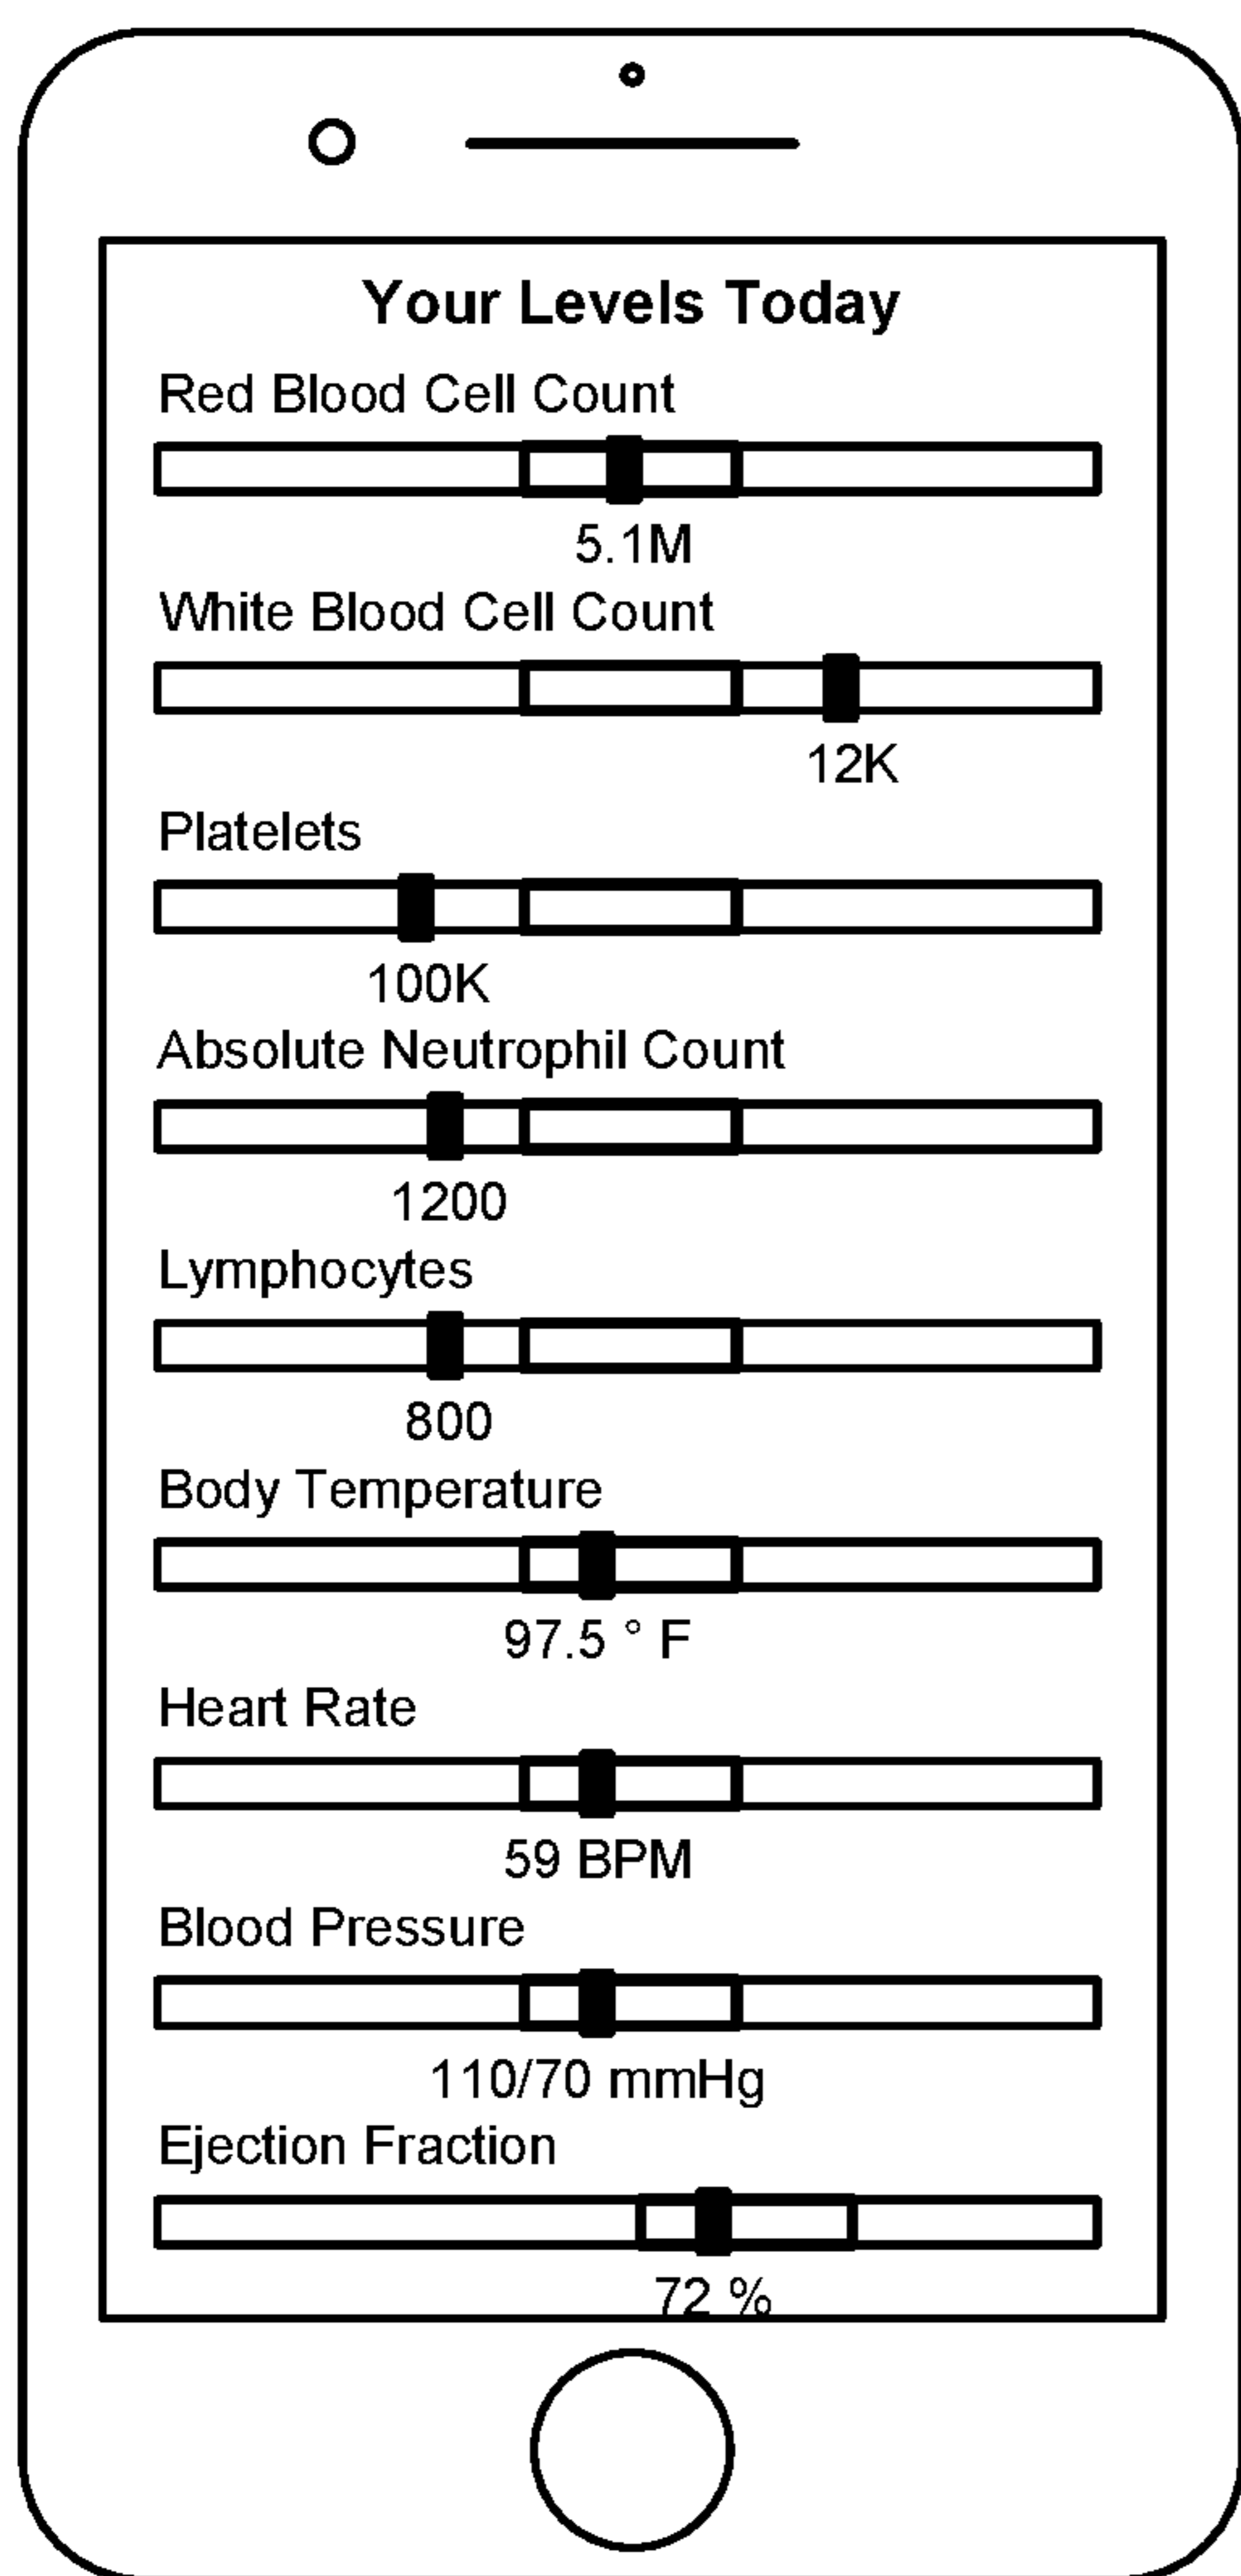 Your Levels Today
Red Blood Cell Count
5.1M
White Blood Cell Count
12K
Platelets
100K
Absolute Neutrophil Count
1200
Lymphocytes
800
Body Temperature
97.5 ° F
Heart Rate
59 BPM
Blood Pressure
110/70 mmHg
Ejection Fraction
72 %